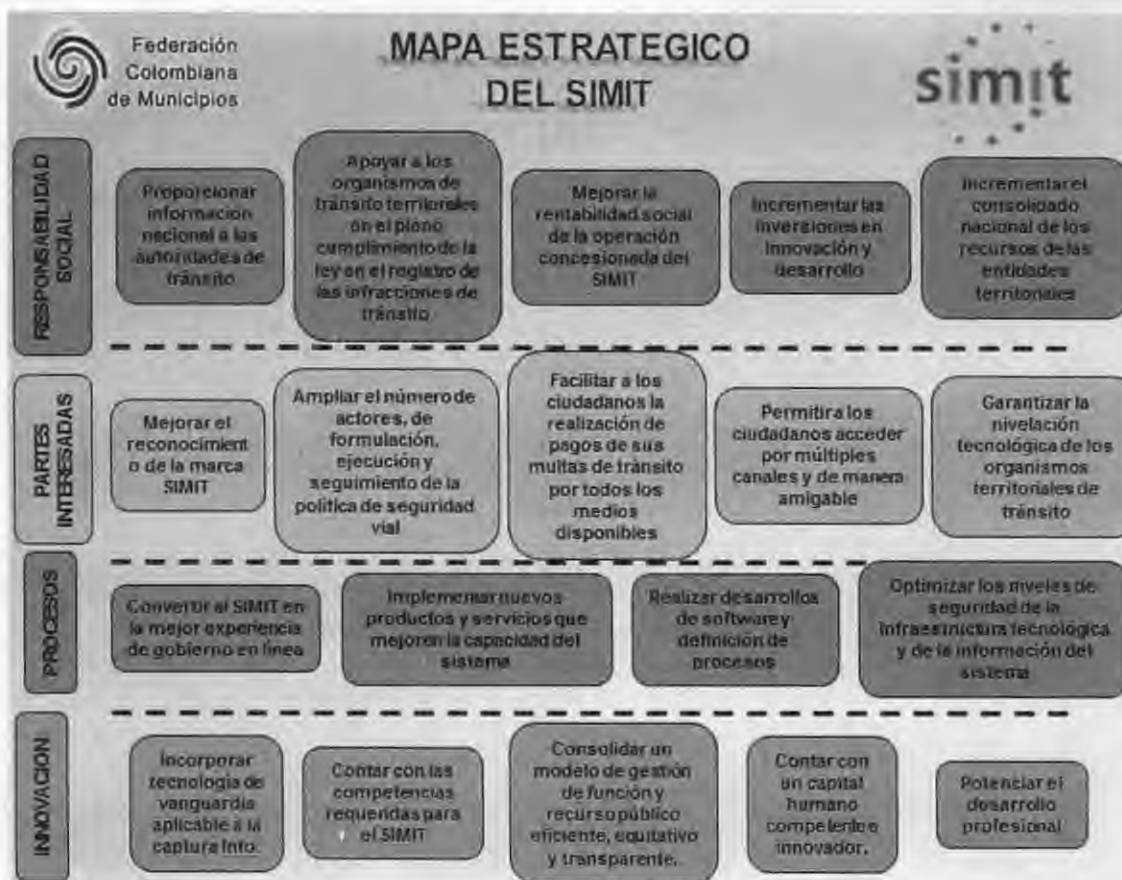 Federación
Colombiana
de Municipios
MAPA ESTRATEGICO
DEL SIMIT
simit
RESPONSABILIDAD
SOCIAL
Proporcionar
información
nacional a las
autoridades de
tránsito
Apoyar a los
organismos de
tránsito territoriales
en el pleno
cumplimiento de la
ley en el registro de
las infracciones de
tránsito
Mejorar la
rentabilidad social
de la operación
concesionada del
SIMIT
Incrementar las
inversiones en
innovación y
desarrollo
Incrementar el
consolidado
nacional de los
recursos de las
entidades
territoriales
PARTES
INTERESADAS
Mejorar el
reconocimient
o de la marca
SIMIT
Ampliar el número de
actores, de
formulación,
ejecución y
seguimiento de la
política de seguridad
vial
Facilitar a los
ciudadanos la
realización de
pagos de sus
multas de tránsito
por todos los
medios
disponibles
Permitir a los
ciudadanos acceder
por múltiples
canales y de manera
amigable
Garantizar la
nivelación
tecnológica de los
organismos
territoriales de
tránsito
PROCESOS
Convertir al SIMIT en
la mejor experiencia
de gobierno en línea
Implementar nuevos
productos y servicios que
mejoren la capacidad del
sistema
Realizar desarrollos
de software y
definición de
procesos
Optimizar los niveles de
seguridad de la
infraestructura tecnológica
y de la información del
sistema
INNOVACION
Incorporar
tecnología de
vanguardia
aplicable a la
captura Info.
Contar con las
competencias
requeridas para
el SIMIT
Consolidar un
modelo de gestión
de función y
recurso público
eficiente, equitativo
y transparente.
Contar con
un capital
humano
competente e
innovador.
Potenciar el
desarrollo
profesional